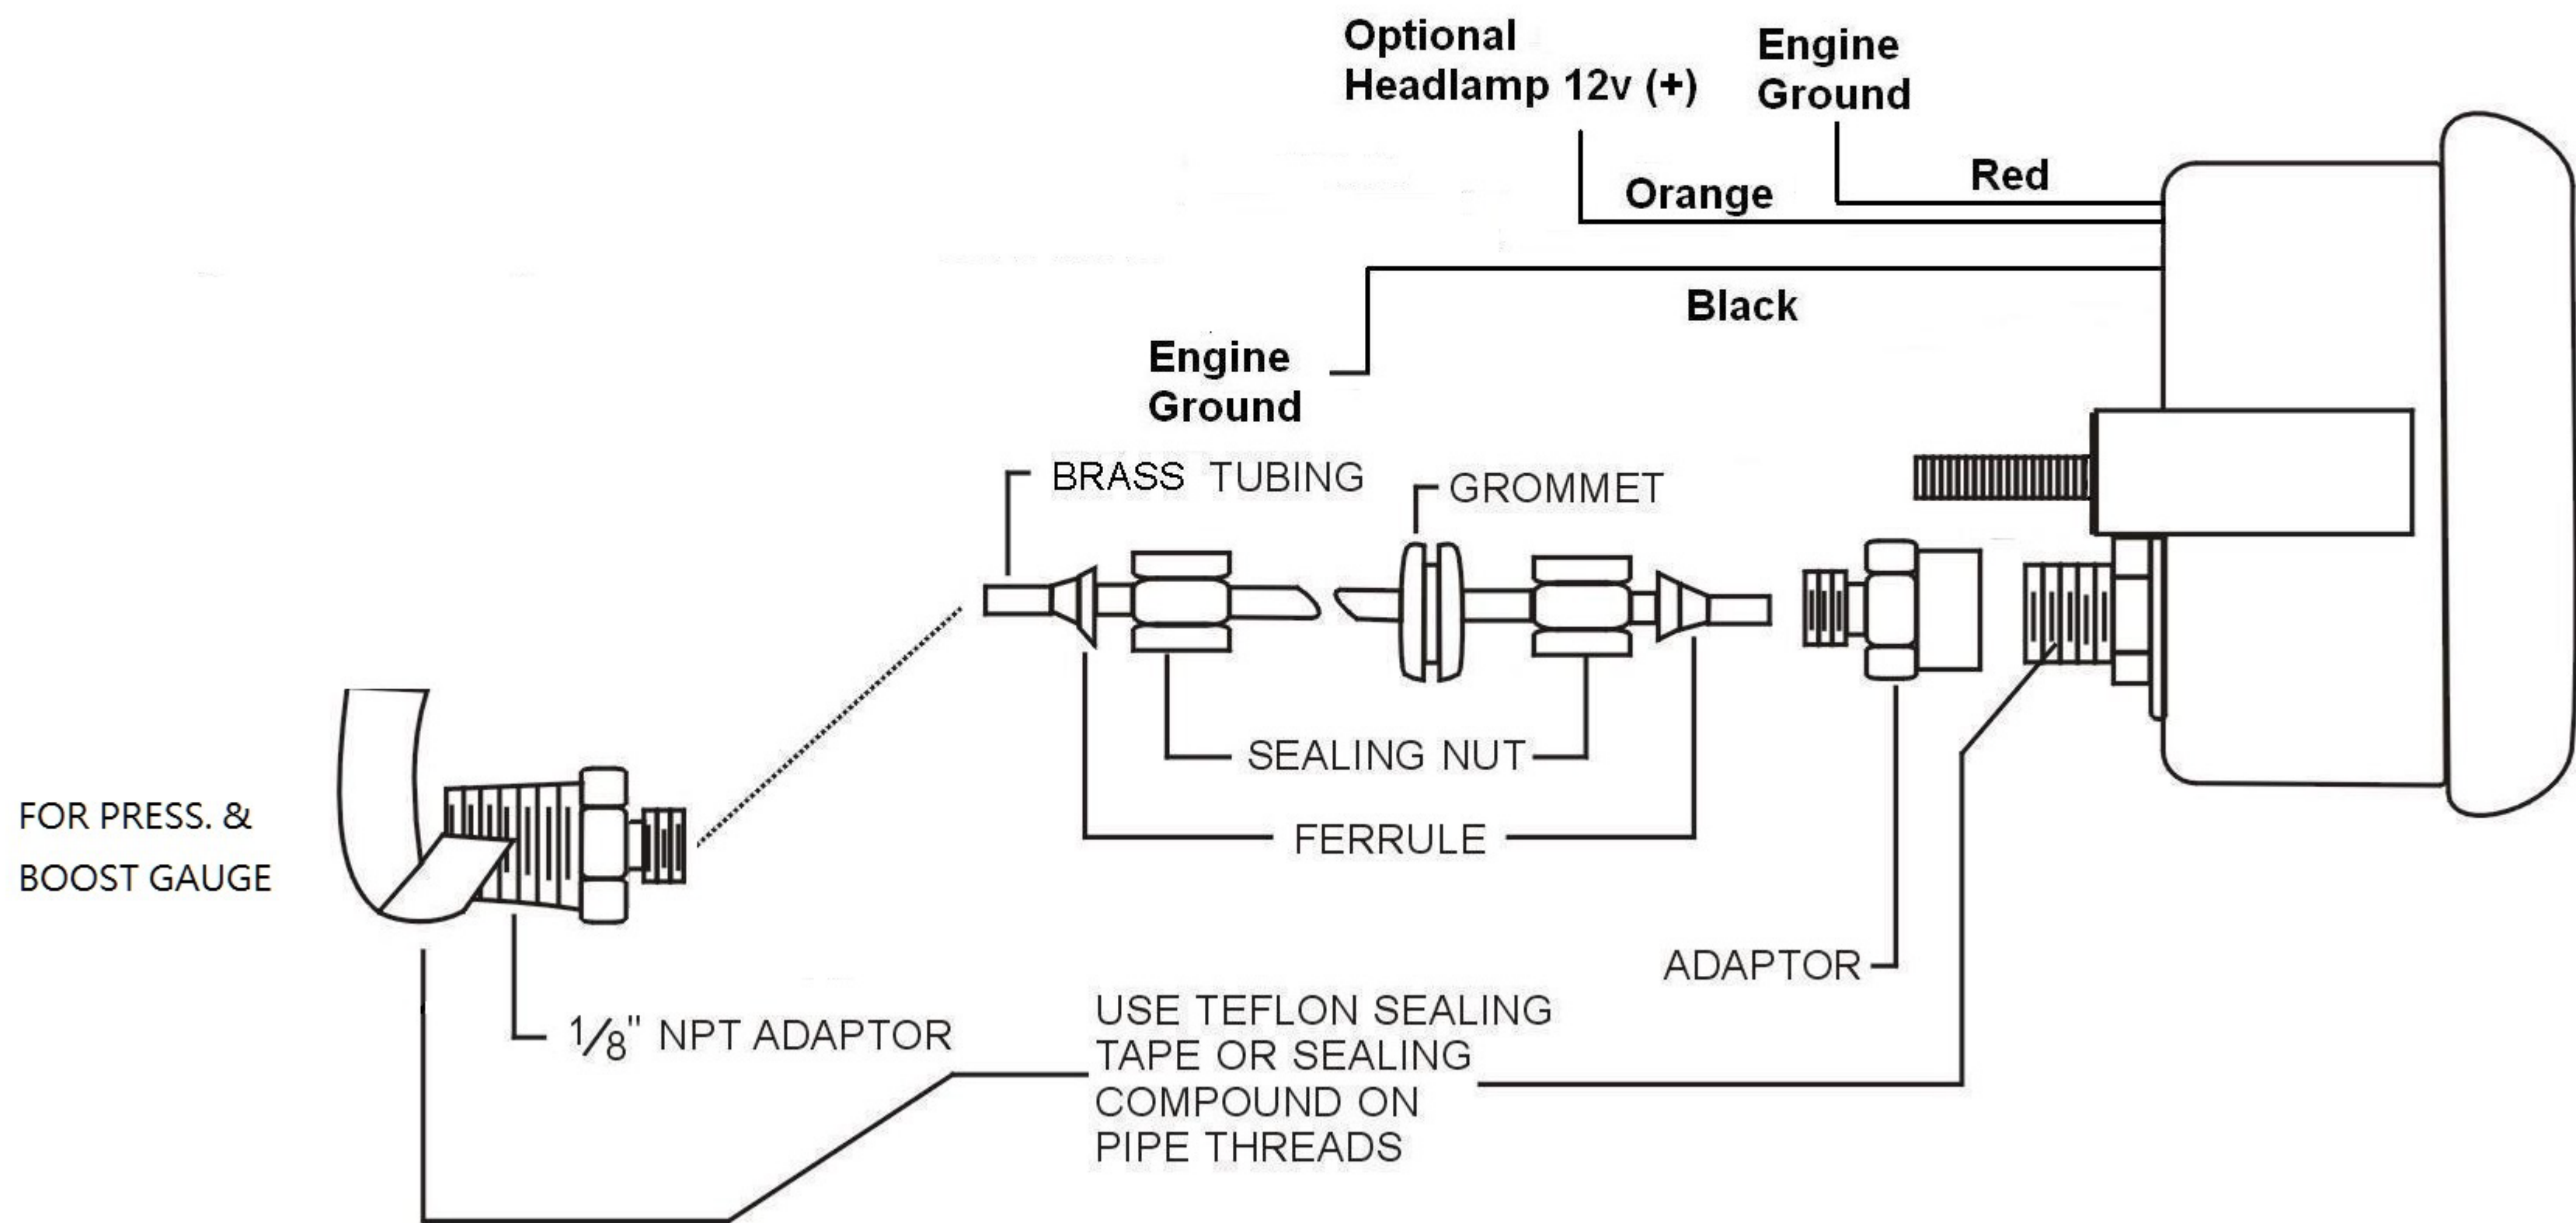 Optional
Headlamp 12v (+)
Engine
Ground
Red
Orange
Black
Engine
Ground
BRASS TUBING
GROMMET
SEALING NUT
FERRULE
FOR PRESS. &
BOOST GAUGE
ADAPTOR
1/8" NPT ADAPTOR
USE TEFLON SEALING
TAPE OR SEALING
COMPOUND ON
PIPE THREADS